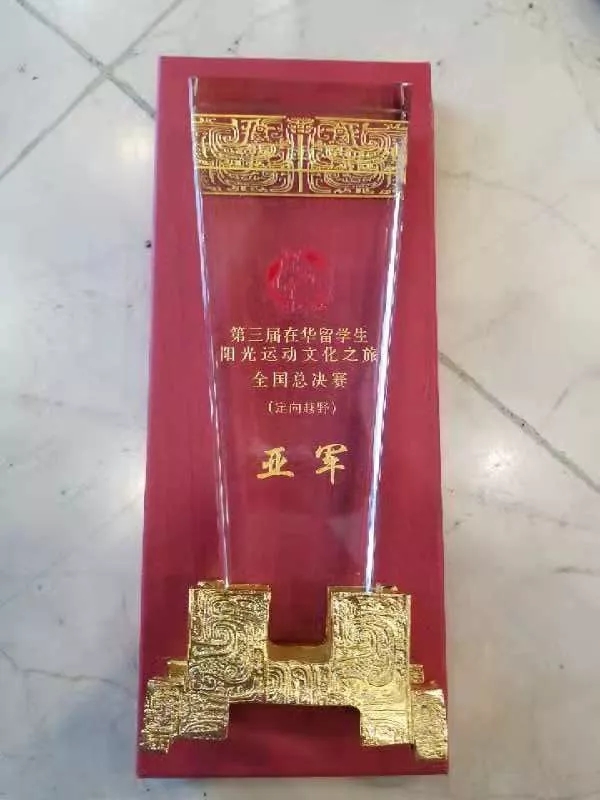 第三届在华留学生
阳光运动文化之旅
全国总决赛
(定向越野)
亚军